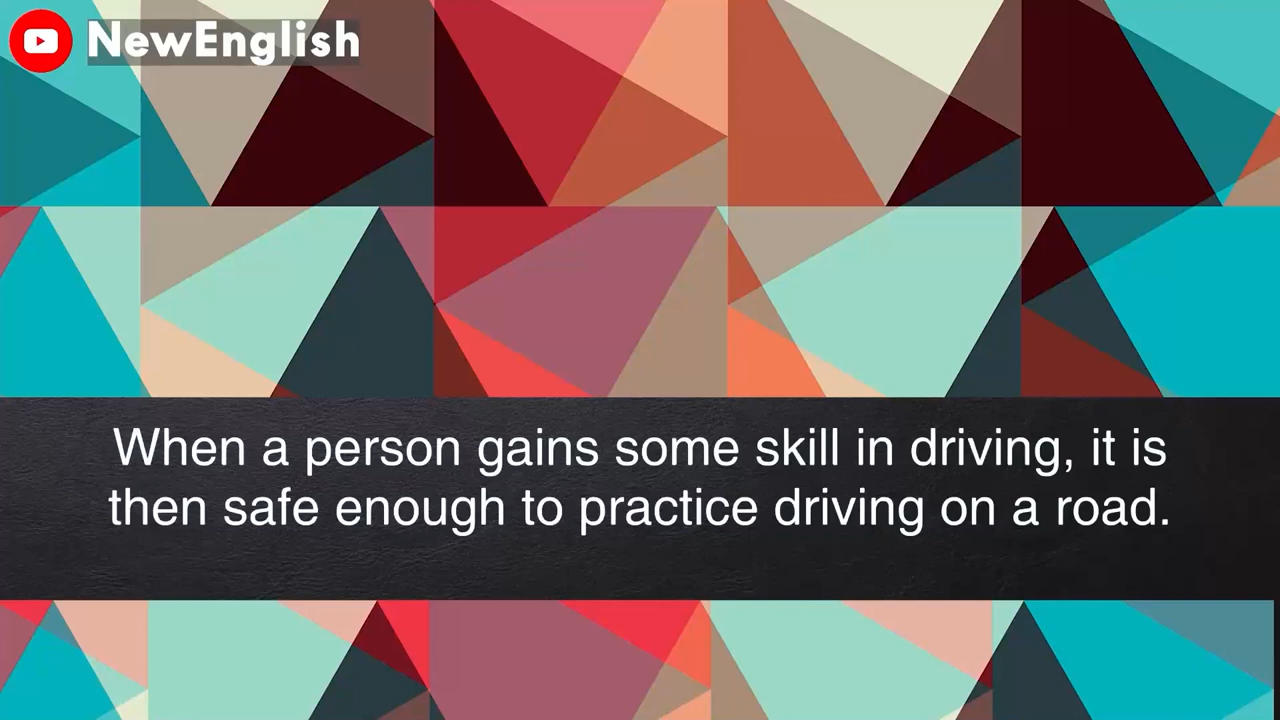 NewEnglish
When a person gains some skill in driving, it is
then safe enough to practice driving on a road.